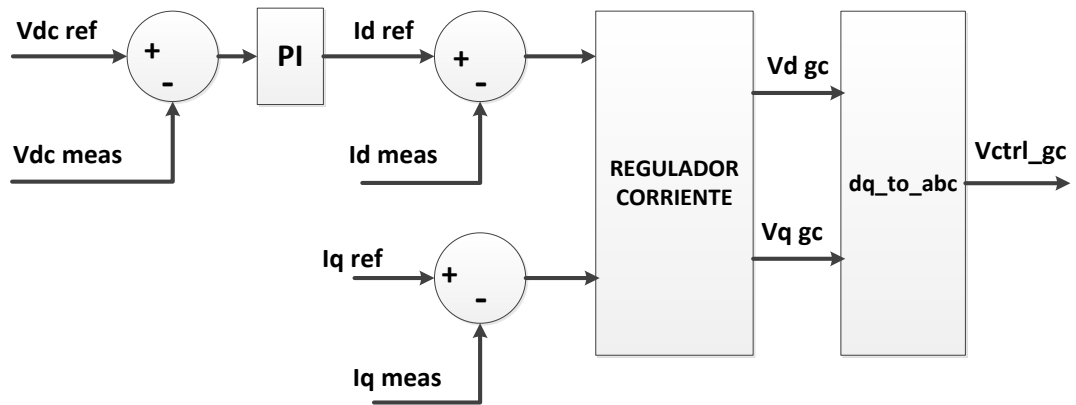 Vdc ref
+
-
Vdc meas
PI
Id ref
+
-
Id meas
Iq ref
+
-
Iq meas
REGULADOR
CORRIENTE
Vd gc
Vq gc
dq_to_abc
Vctrl_gc